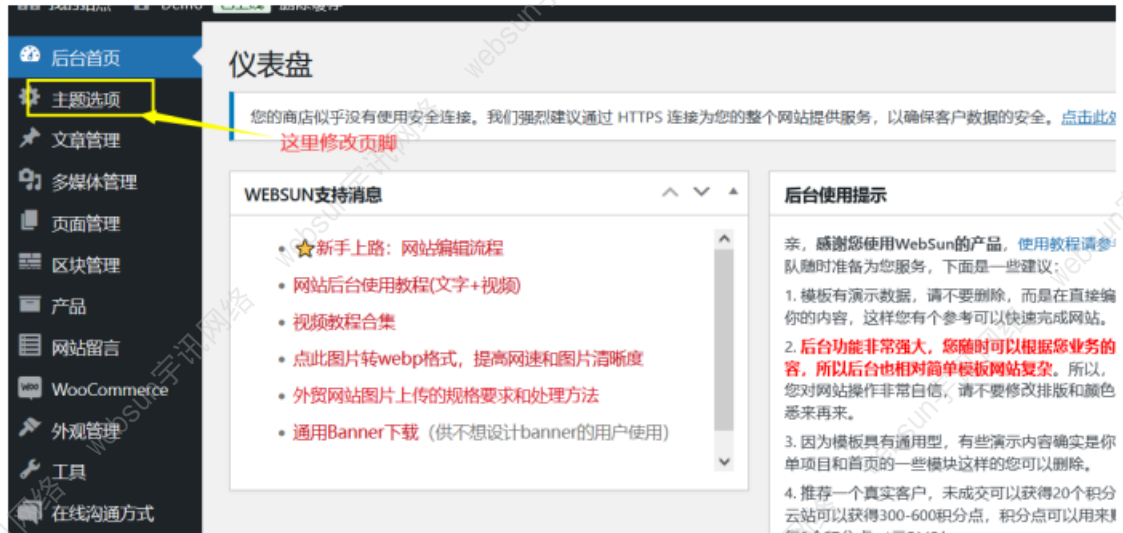 我的站点 Demo 已上线 删除缓存
后台首页
主题选项
文章管理
多媒体管理
页面管理
区块管理
产品
网站留言
WooCommerce
外观管理
工具
在线沟通方式
仪表盘
您的商店似乎没有使用安全连接。我们强烈建议通过 HTTPS 连接为您的整个网站提供服务，以确保客户数据的安全。点击此处
这里修改页脚
WEBSUN支持消息
新手上路：网站编辑流程
网站后台使用教程(文字+视频)
视频教程合集
点此图片转webp格式，提高网速和图片清晰度
外贸网站图片上传的规格要求和处理方法
通用Banner下载（供不想设计banner的用户使用)
后台使用提示
亲，感谢您使用WebSun的产品，使用教程请参
队随时准备为您服务，下面是一些建议：
1. 模板有演示数据，请不要删除，而是在直接编
你的内容，这样您有个参考可以快速完成网站。
2. 后台功能非常强大，您随时可以根据您业务的
容，所以后台也相对简单模板网站复杂。所以，
您对网站操作非常自信，请不要修改排版和颜色
悉来再来。
3. 因为模板具有通用型，有些演示内容确实是你
单项目和首页的一些模块这样的您可以删除。
4. 推荐一个真实客户，未成交可以获得20个积分
云站可以获得300-600积分点，积分点可以用来
websun-宇讯网络